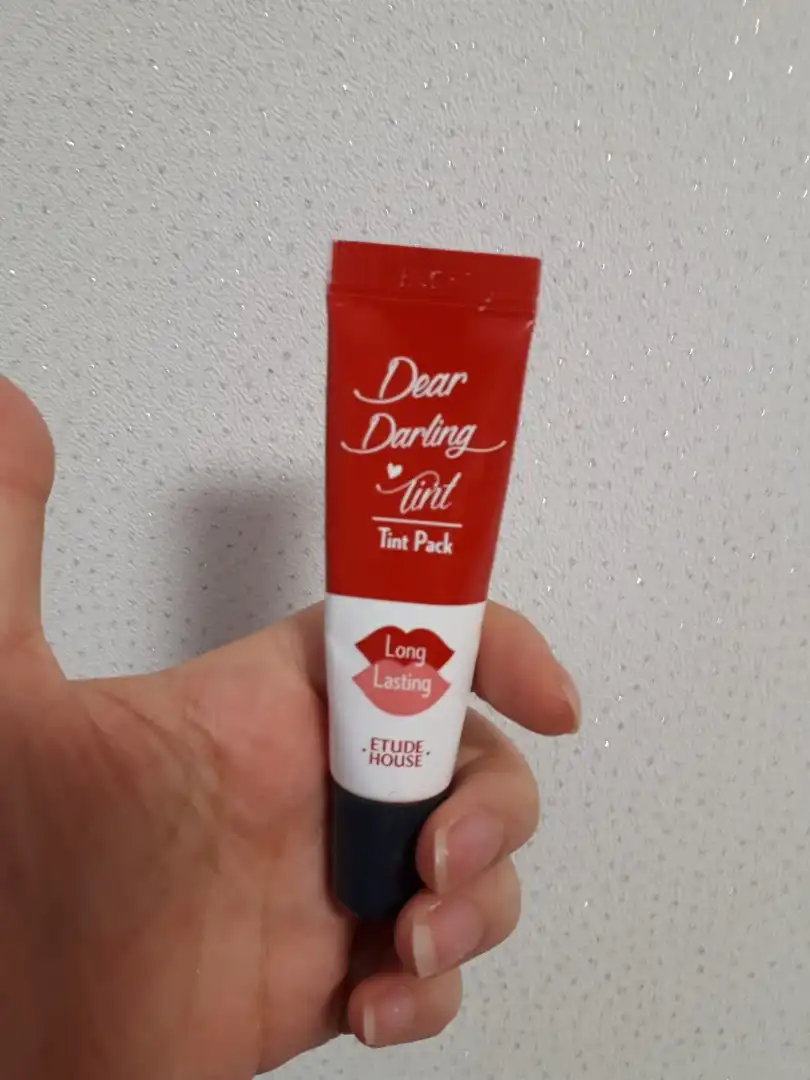 Dear
Darling
Tint
Tint Pack
Long
Lasting
ETUDE
HOUSE